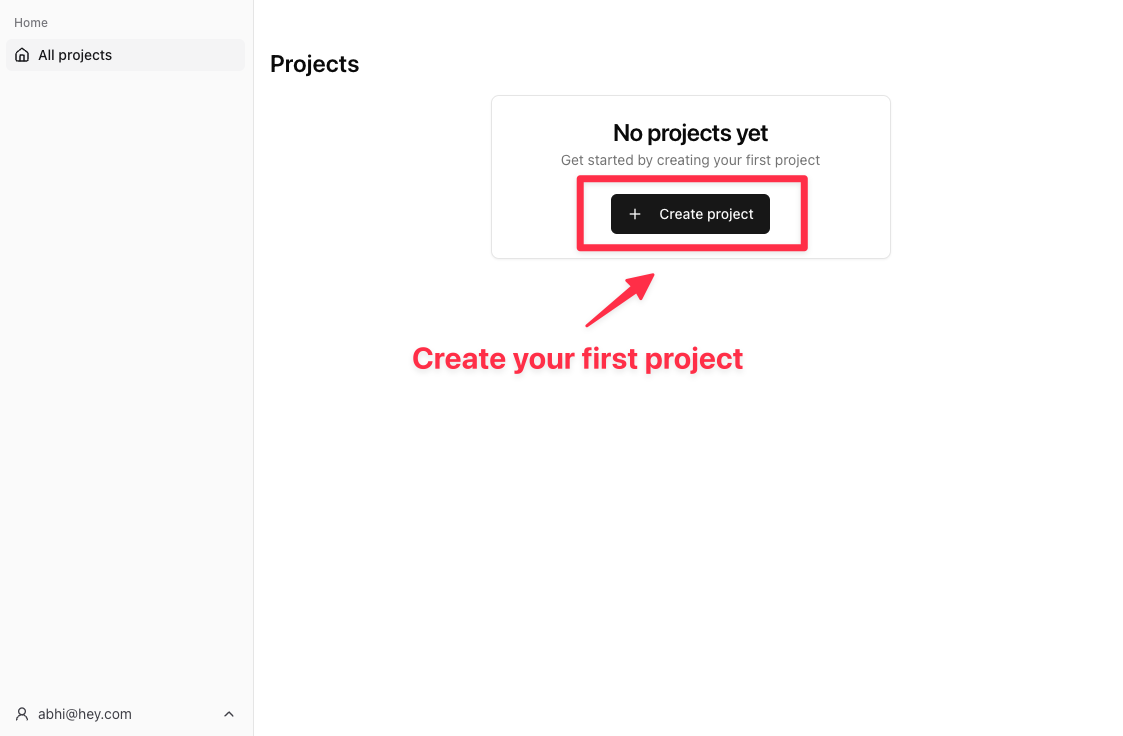 Home
All projects
Projects
No projects yet
Get started by creating your first project
Create project
Create your first project
abhi@hey.com